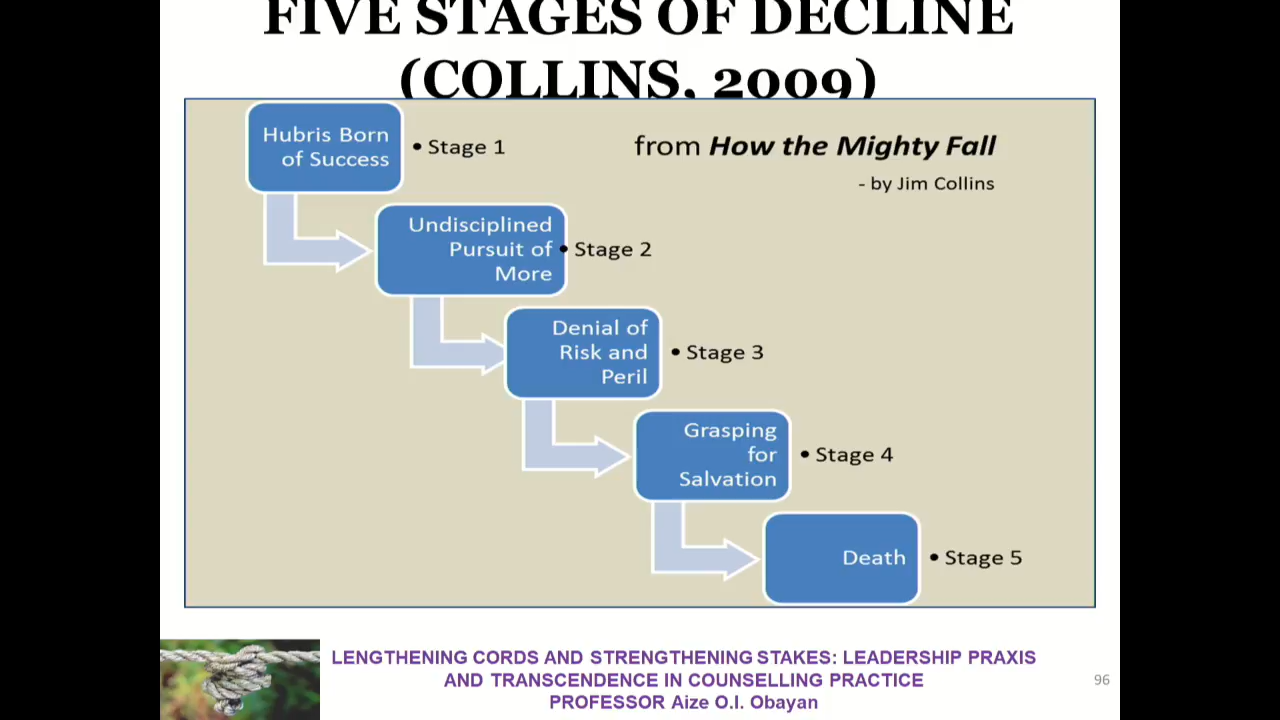 FIVE STAGES OF DECLINE
(COLLINS, 2009)
Hubris Born
of Success
• Stage 1
from How the Mighty Fall
- by Jim Collins
Undisciplined
Pursuit of
More
• Stage 2
Denial of
Risk and
Peril
• Stage 3
Grasping
for
Salvation
• Stage 4
Death
• Stage 5
LENGTHENING CORDS AND STRENGTHENING STAKES: LEADERSHIP PRAXIS
AND TRANSCENDENCE IN COUNSELLING PRACTICE
PROFESSOR Aize O.I. Obayan
96